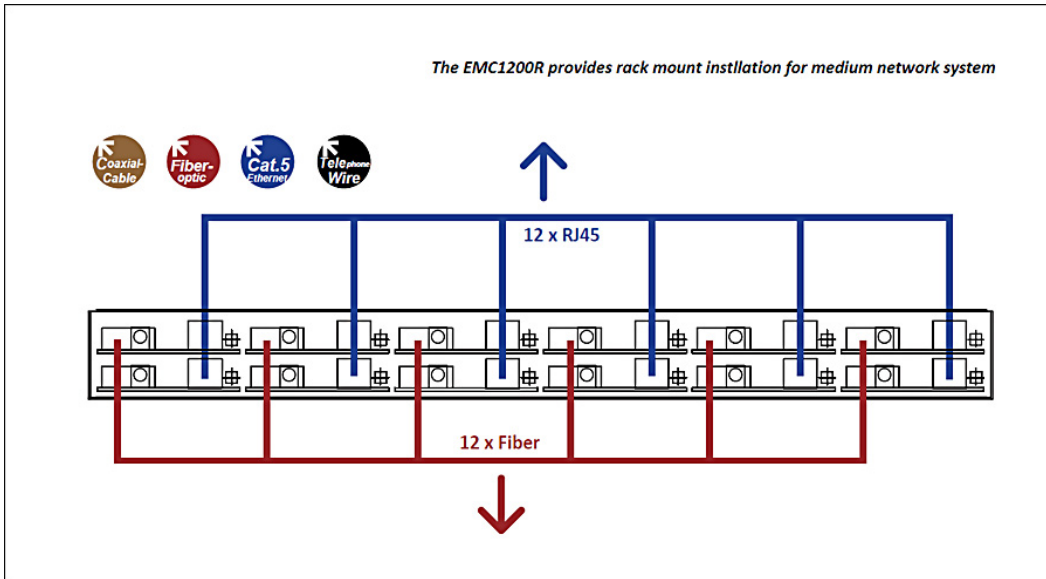 The EMC1200R provides rack mount instllation for medium network system
Coaxial-
Cable
Fiber-
optic
Cat.5
Ethernet
Telephone
Wire
12 x RJ45
12 x Fiber